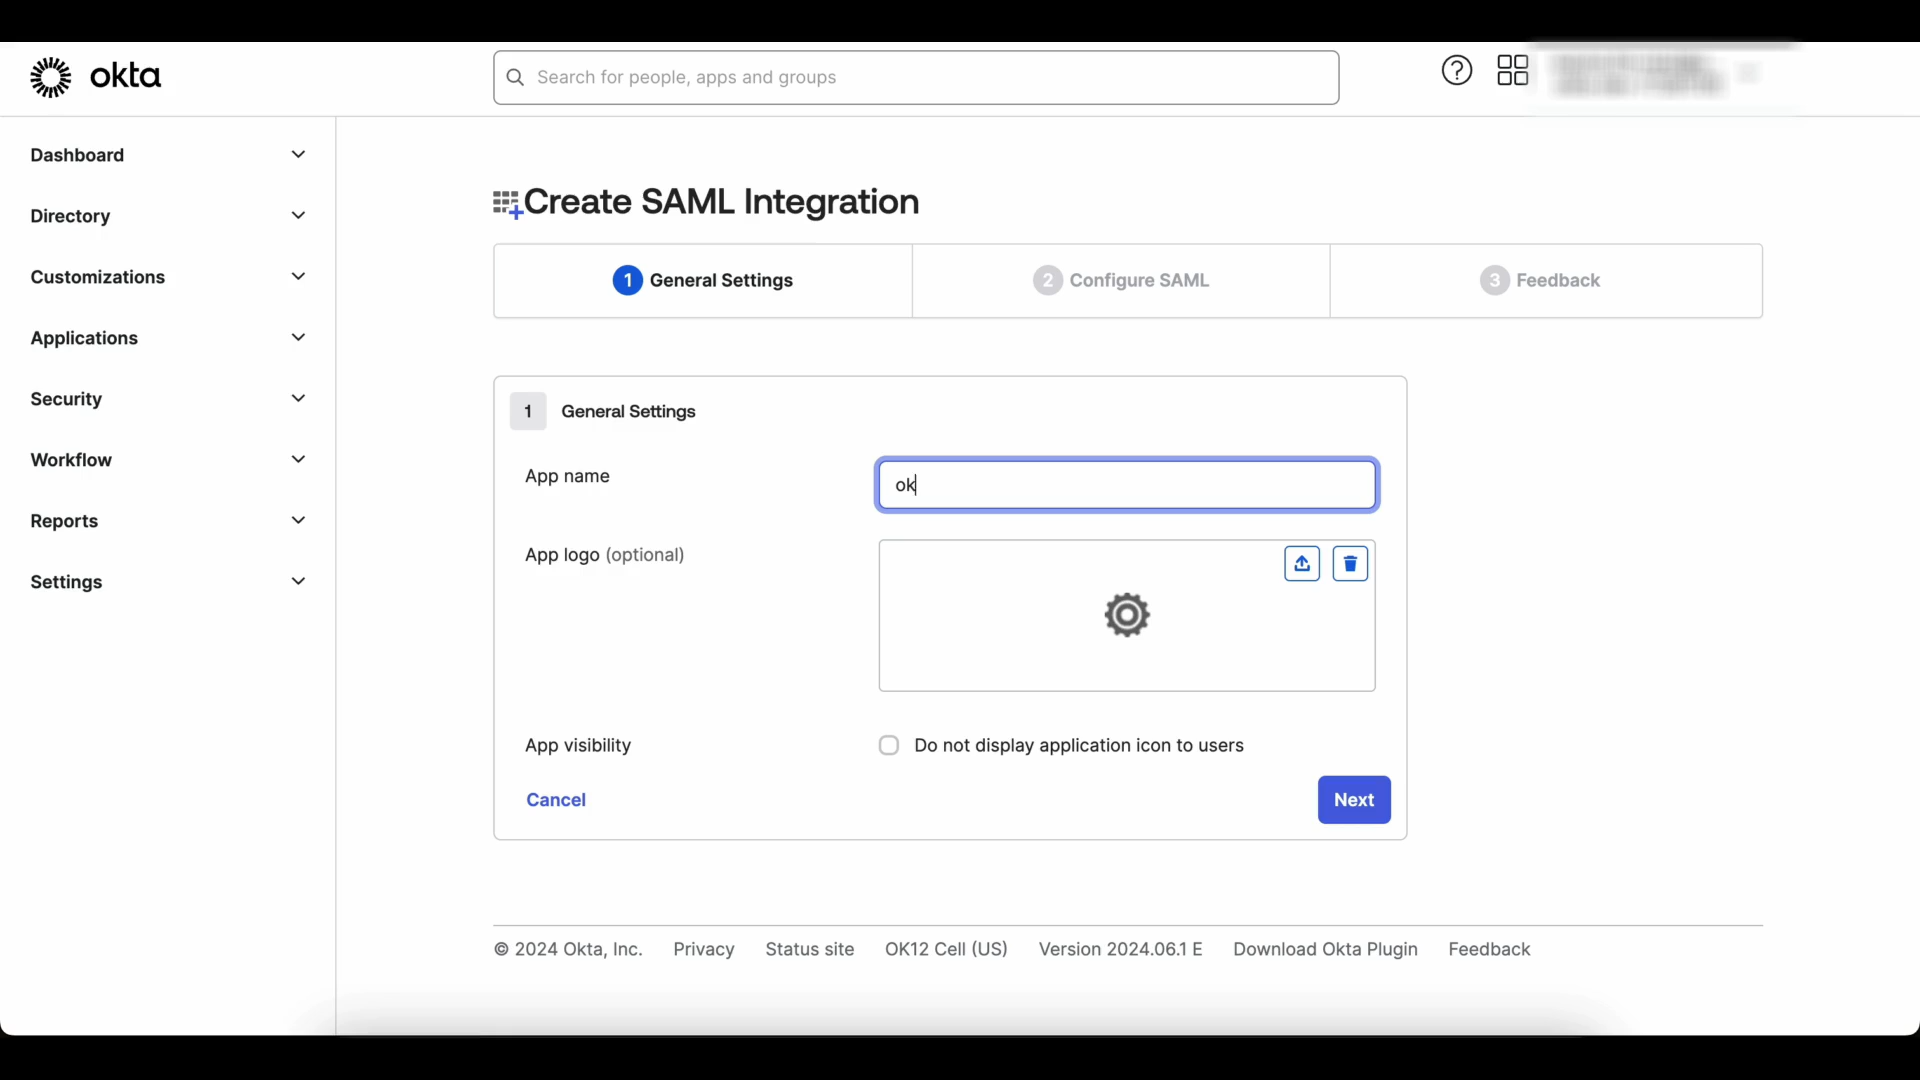 okta
Search for people, apps and groups
Dashboard
Directory
Customizations
Applications
Security
Workflow
Reports
Settings
Create SAML Integration
1 General Settings
2 Configure SAML
3 Feedback
1 General Settings
App name
ok
App logo (optional)
App visibility
Do not display application icon to users
Cancel
Next
© 2024 Okta, Inc. Privacy Status site OK12 Cell (US) Version 2024.06.1 E Download Okta Plugin Feedback